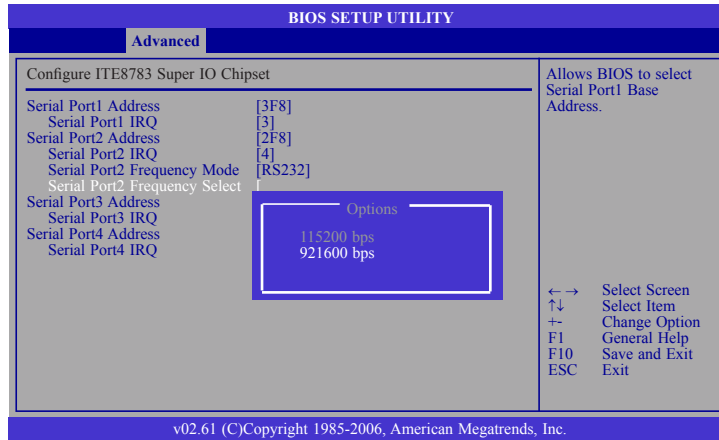 BIOS SETUP UTILITY
Advanced
Configure ITE8783 Super IO Chipset
Serial Port1 Address [3F8]
Serial Port1 IRQ [3]
Serial Port2 Address [2F8]
Serial Port2 IRQ [4]
Serial Port2 Frequency Mode [RS232]
Serial Port2 Frequency Select [
Serial Port3 Address
Serial Port3 IRQ
Serial Port4 Address
Serial Port4 IRQ
Options
115200 bps
921600 bps
Allows BIOS to select
Serial Port1 Base
Address.
←→ Select Screen
↑↓ Select Item
+- Change Option
F1 General Help
F10 Save and Exit
ESC Exit
v02.61 (C)Copyright 1985-2006, American Megatrends, Inc.